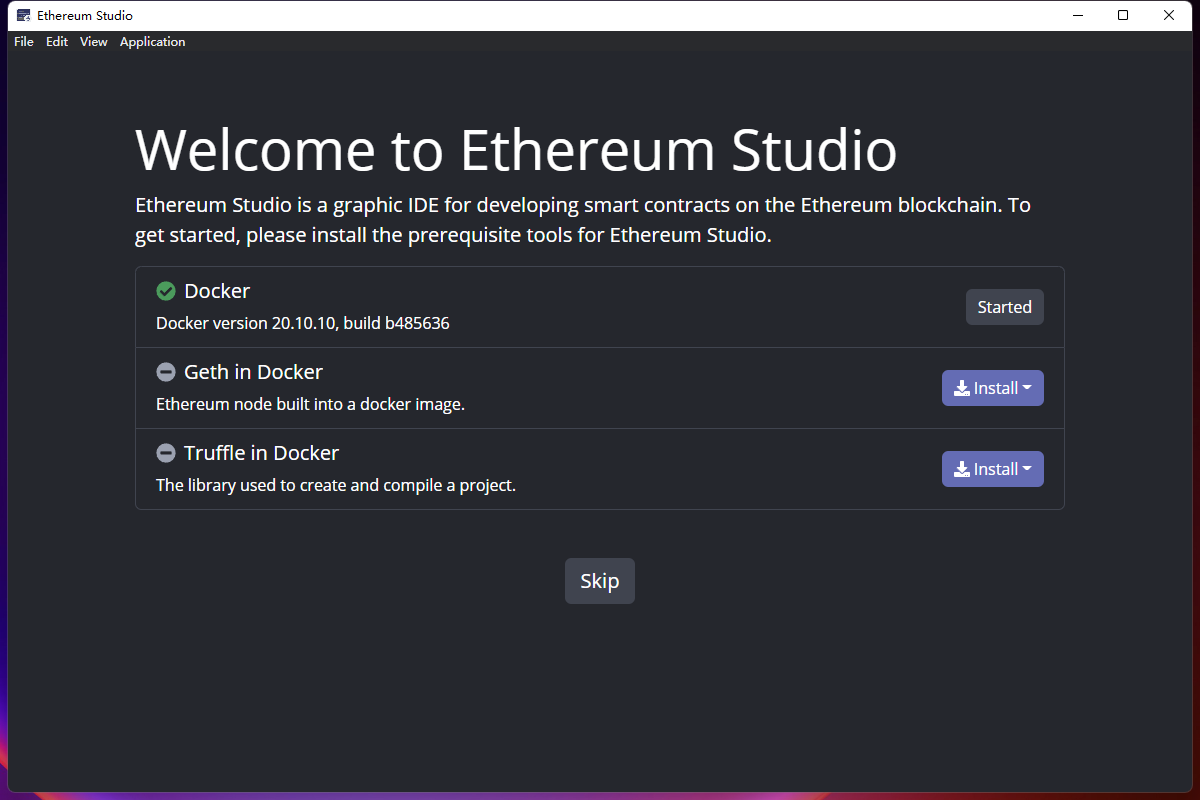 Ethereum Studio
File Edit View Application
Welcome to Ethereum Studio
Ethereum Studio is a graphic IDE for developing smart contracts on the Ethereum blockchain. To
get started, please install the prerequisite tools for Ethereum Studio.
Docker
Docker version 20.10.10, build b485636
Started
Geth in Docker
Ethereum node built into a docker image.
Install
Truffle in Docker
The library used to create and compile a project.
Install
Skip